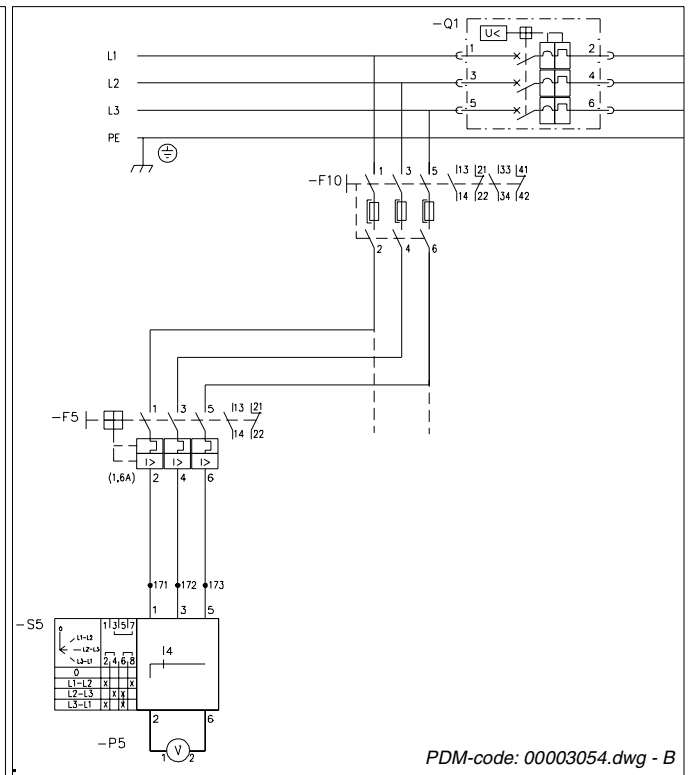 -Q1
U<
L1 1 2
L2 3 4
L3 5 6
PE
-F10 1 3 5 13 21 33 41
14 22 34 42
2 4 6
-F5 1 3 5 13 21
14 22
I> I> I>
(1,6A) 2 4 6
171 172 173
1 3 5
-S5
0 1 3 5 7
L1-L2
L2-L3
L3-L1 2 4 6 8
14
0
L1-L2 x x
L2-L3 x x
L3-L1 x x
2 6
-P5
1 V 2
PDM-code: 00003054.dwg - B